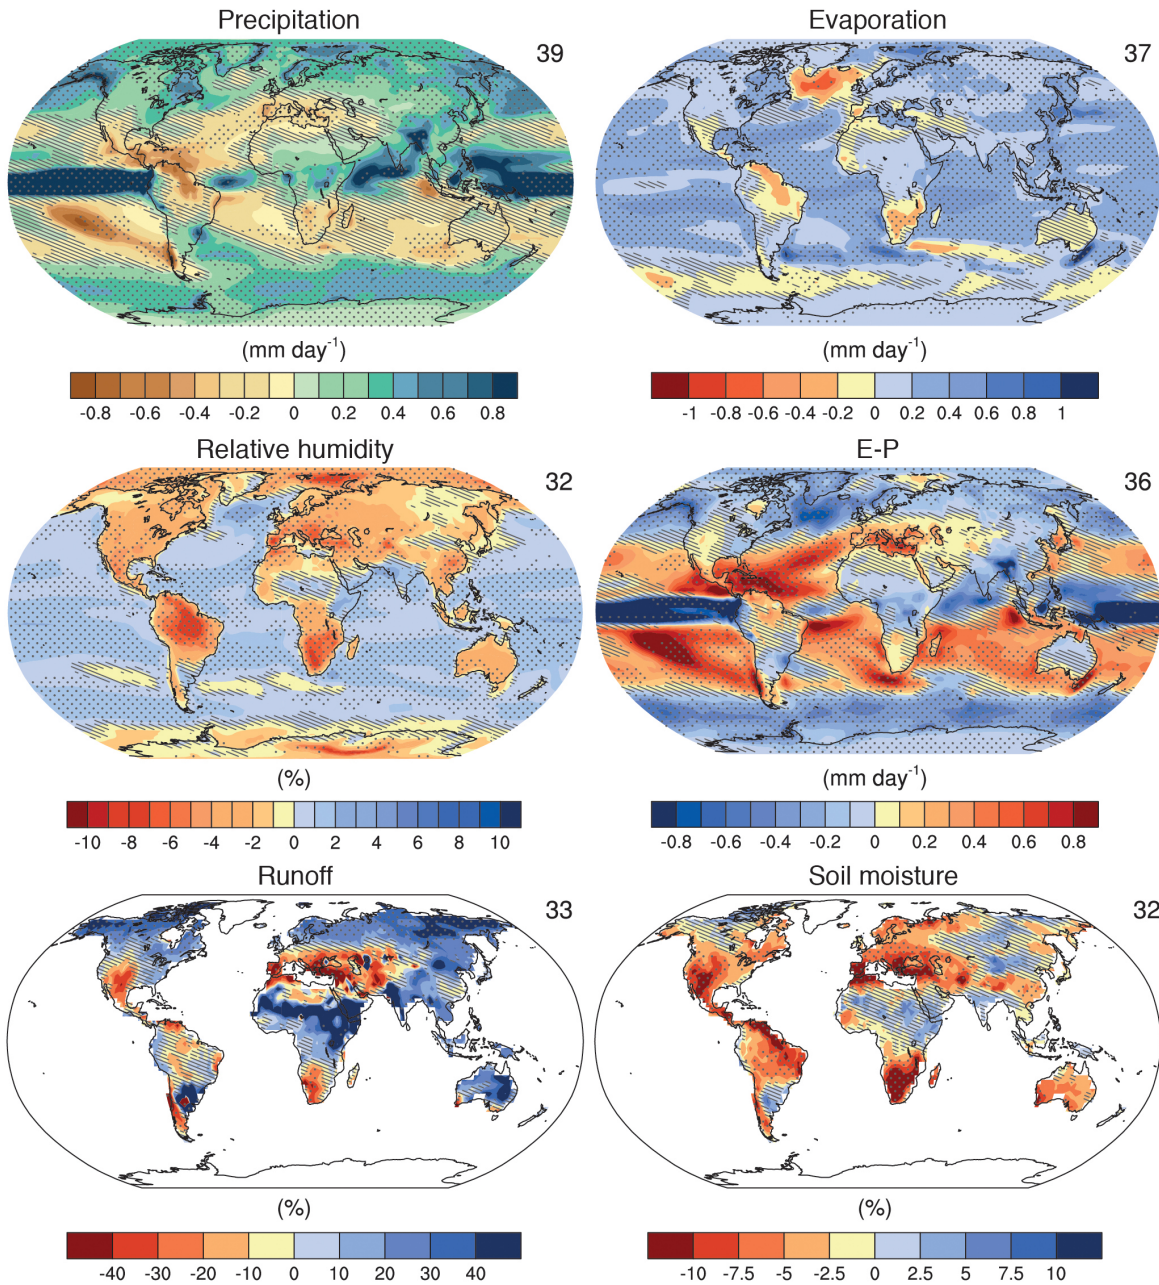 Precipitation
39
(mm day-1)
-0.8 -0.6 -0.4 -0.2 0 0.2 0.4 0.6 0.8
Evaporation
37
(mm day-1)
-1 -0.8 -0.6 -0.4 -0.2 0 0.2 0.4 0.6 0.8 1
Relative humidity
32
(%)
-10 -8 -6 -4 -2 0 2 4 6 8 10
E-P
36
(mm day-1)
-0.8 -0.6 -0.4 -0.2 0 0.2 0.4 0.6 0.8
Runoff
33
(%)
-40 -30 -20 -10 0 10 20 30 40
Soil moisture
32
(%)
-10 -7.5 -5 -2.5 0 2.5 5 7.5 10